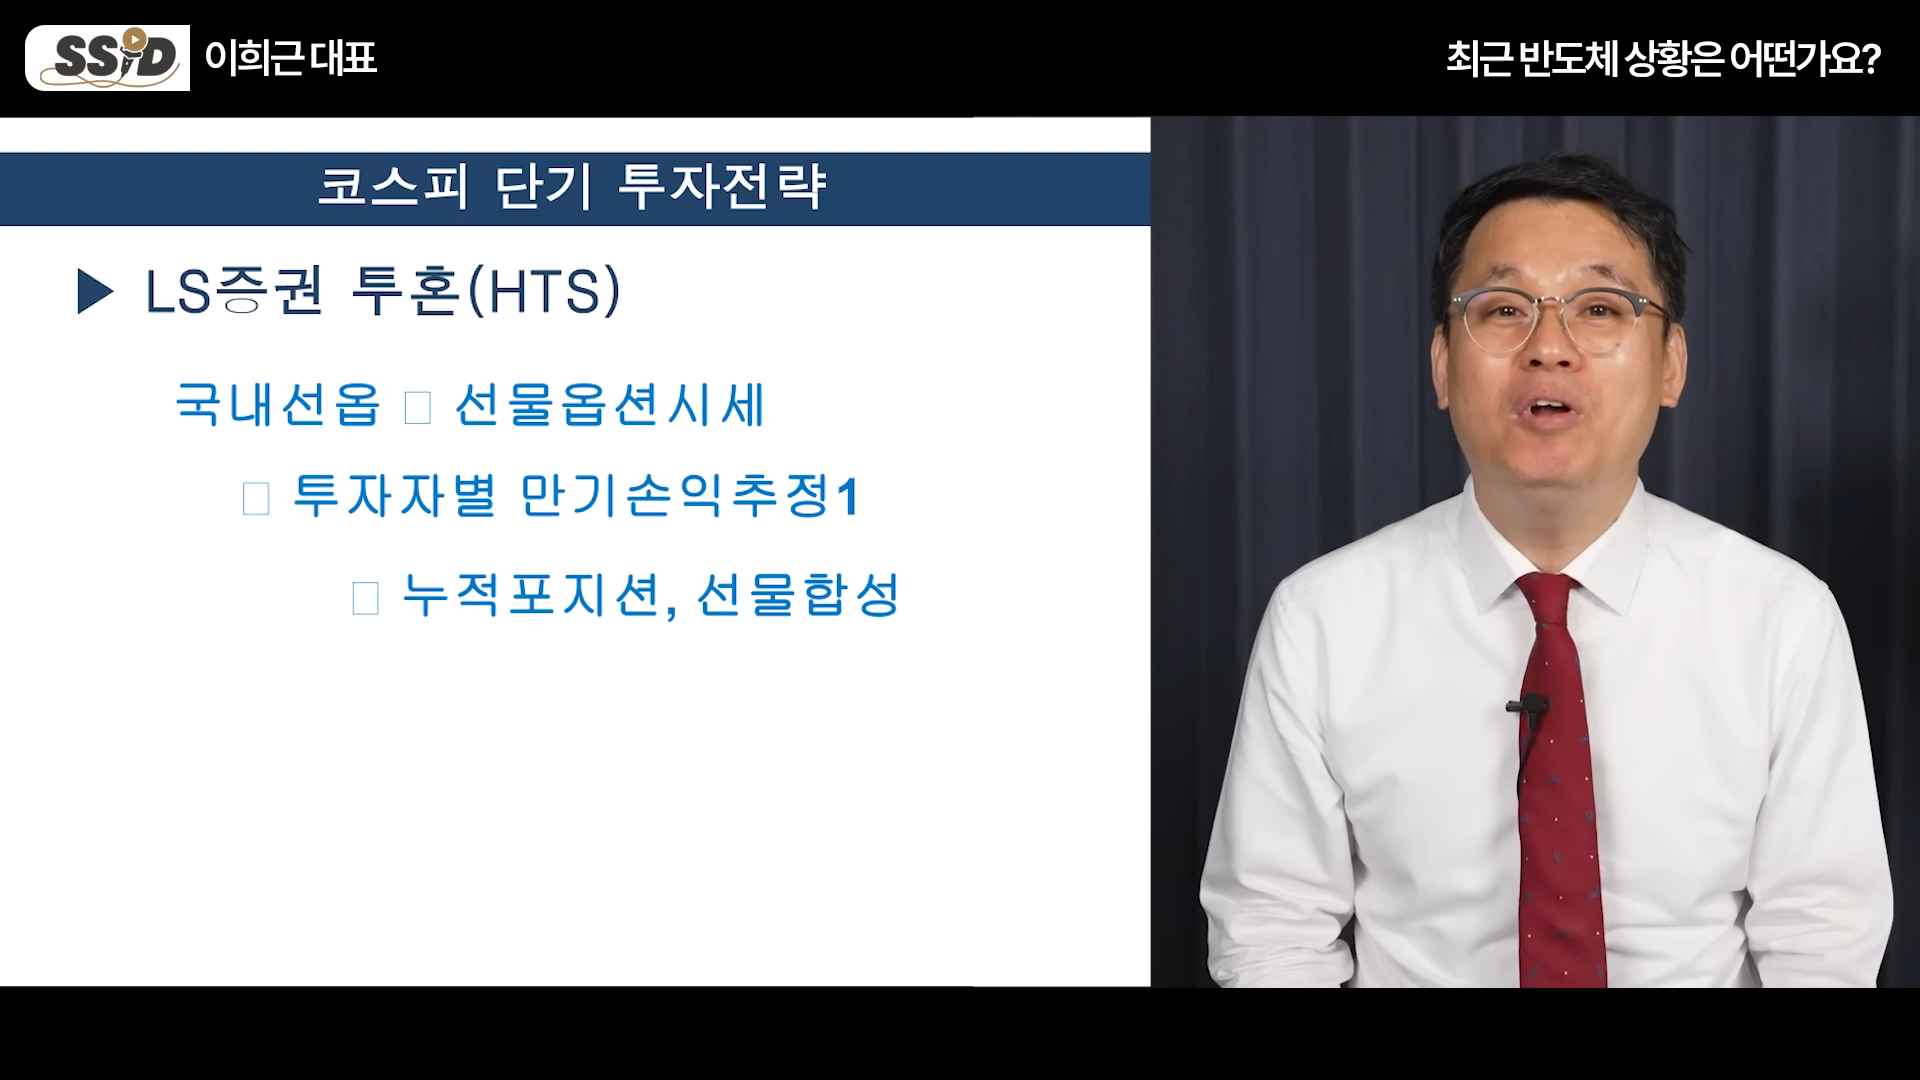 SSiD 이희근 대표
최근 반도체 상황은 어떤가요?
코스피 단기 투자전략
▶ LS증권 투혼(HTS)
국내선옵 □ 선물옵션시세
□ 투자자별 만기손익추정1
□ 누적포지션, 선물합성